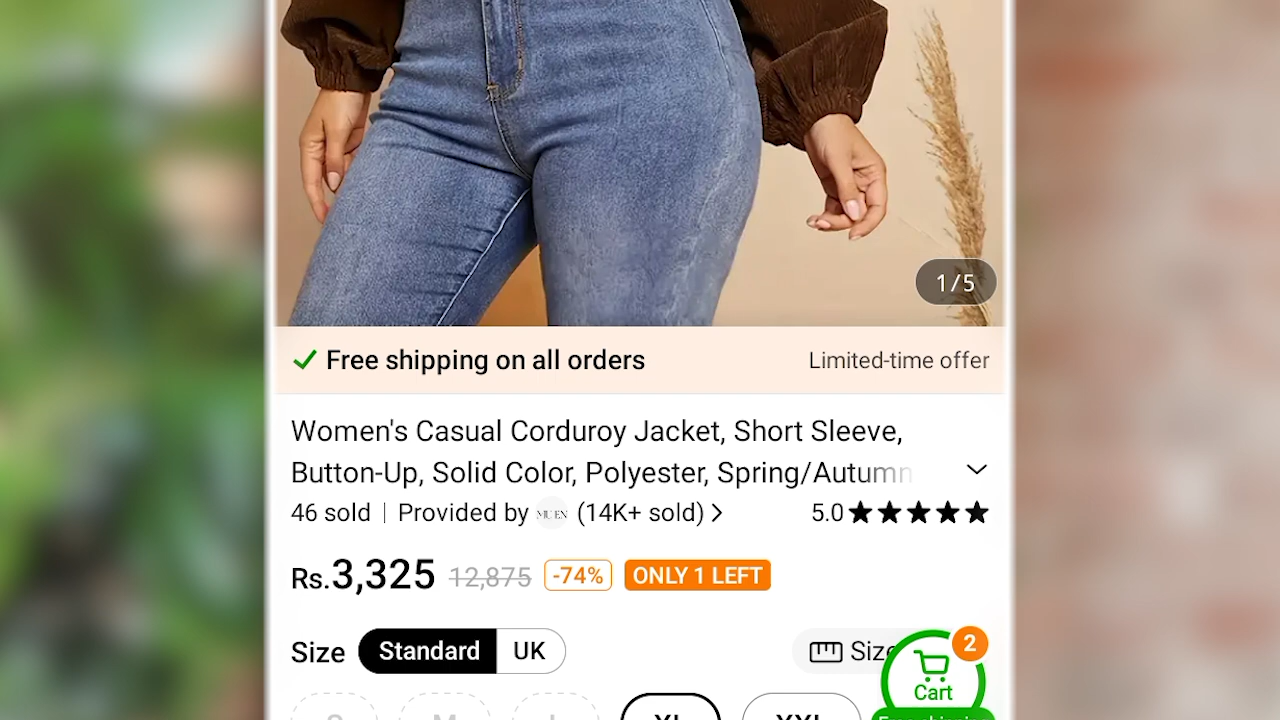 1/5
Free shipping on all orders
Limited-time offer
Women's Casual Corduroy Jacket, Short Sleeve,
Button-Up, Solid Color, Polyester, Spring/Autumn
46 sold | Provided by MUEN (14K+ sold) >
5.0 ★★★★★
Rs.3,325 12,875 -74% ONLY 1 LEFT
Size Standard UK
2
Cart
XL
XXL